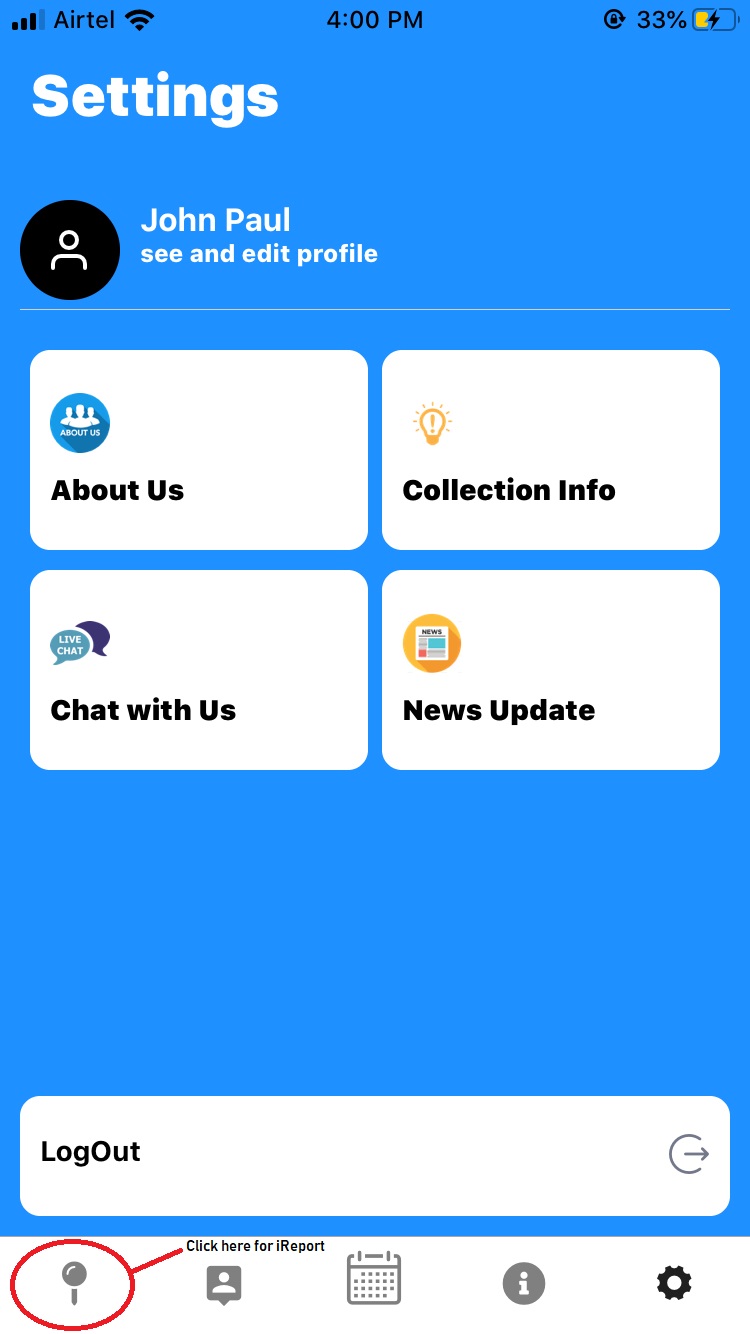 Airtel 4:00 PM 33%
Settings
John Paul
see and edit profile
ABOUT US
About Us
Collection Info
LIVE
CHAT
Chat with Us
NEWS
News Update
LogOut
Click here for iReport